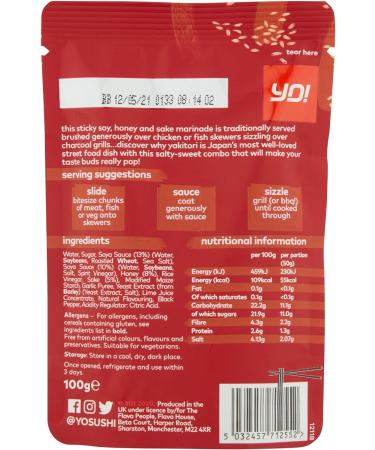 tear here
YO!
BB 12/05/21 0133 08:14 02
this sticky soy, honey and sake marinade is traditionally served
brushed generously over chicken or fish skewers sizzling over
charcoal grills...discover why yakitori is Japan's most well-loved
street food dish with this salty-sweet combo that will make your
taste buds really pop!
serving suggestions
slide
bitesize chunks
of meat, fish
or veg onto
skewers
sauce
coat
generously
with sauce
sizzle
grill (or bbq!)
until cooked
through
ingredients
Water, Sugar, Soya Sauce (13%) (Water,
Soybeans, Roasted Wheat, Sea Salt),
Soya Sauce (10%) (Water, Soybeans,
Salt, Spirit Vinegar), Honey (8%), Rice
Vinegar, Sake (5%), Modified Maize
Starch, Garlic Puree, Yeast Extract (from
Barley) (Yeast Extract, Salt), Lime Juice
Concentrate, Natural Flavouring, Black
Pepper, Acidity Regulator, Citric Acid.
Allergens - For allergens, including
cereals containing gluten, see
ingredients list in bold.
Free from artificial colours, flavours and
preservatives. Suitable for vegetarians.
Storage: Store in a cool, dry, dark place.
Once opened, refrigerate and use within
3 days.
100ge
nutritional information
per 100g per portion (50g)
Energy (kJ) 459kJ 230kJ
Energy (kcal) 109kcal 55kcal
Fat 0.1g <0.1g
Of which saturates 0.1g <0.1g
Carbohydrate 22.2g 11.1g
of which sugars 21.9g 11.0g
Fibre 4.3g 2.2g
Protein 2.6g 1.3g
Salt 4.13g 2.07g
@YOSUSHI
© YO! 2020. Produced in the
UK under licence by/for The
Flava People, Flava House,
Beta Court, Harper Road,
Sharston, Manchester, M22 4XR
5 032457 712552 >
1211B